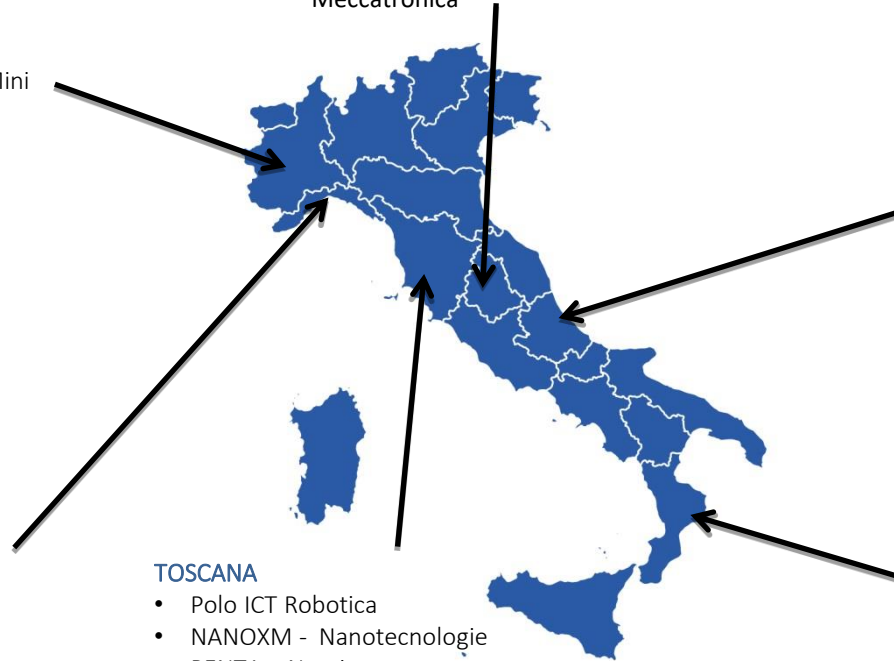 Meccatronica
TOSCANA
• Polo ICT Robotica
• NANOXM - Nanotecnologie